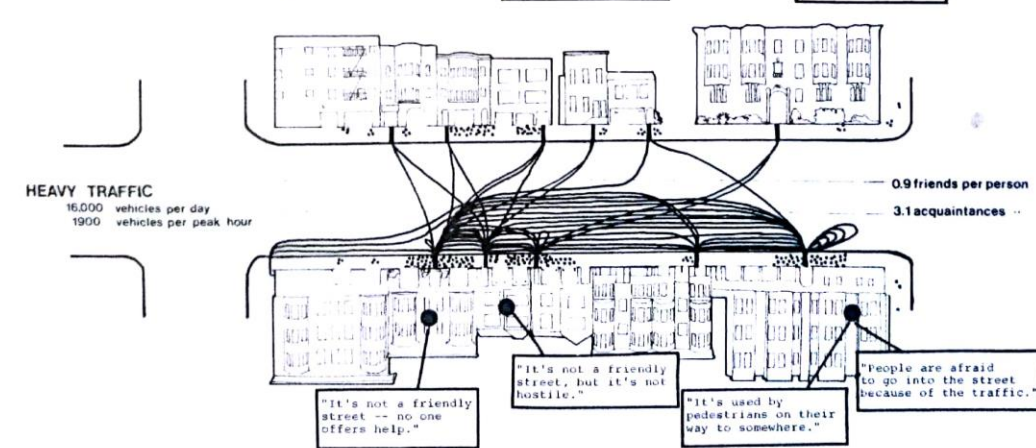 HEAVY TRAFFIC
16,000 vehicles per day
1900 vehicles per peak hour
0.9 friends per person
3.1 acquaintances "
"It's not a friendly
street -- no one
offers help."
"It's not a friendly
street, but it's not
hostile."
"It's used by
pedestrians on their
way to somewhere."
"People are afraid
to go into the street
because of the traffic."